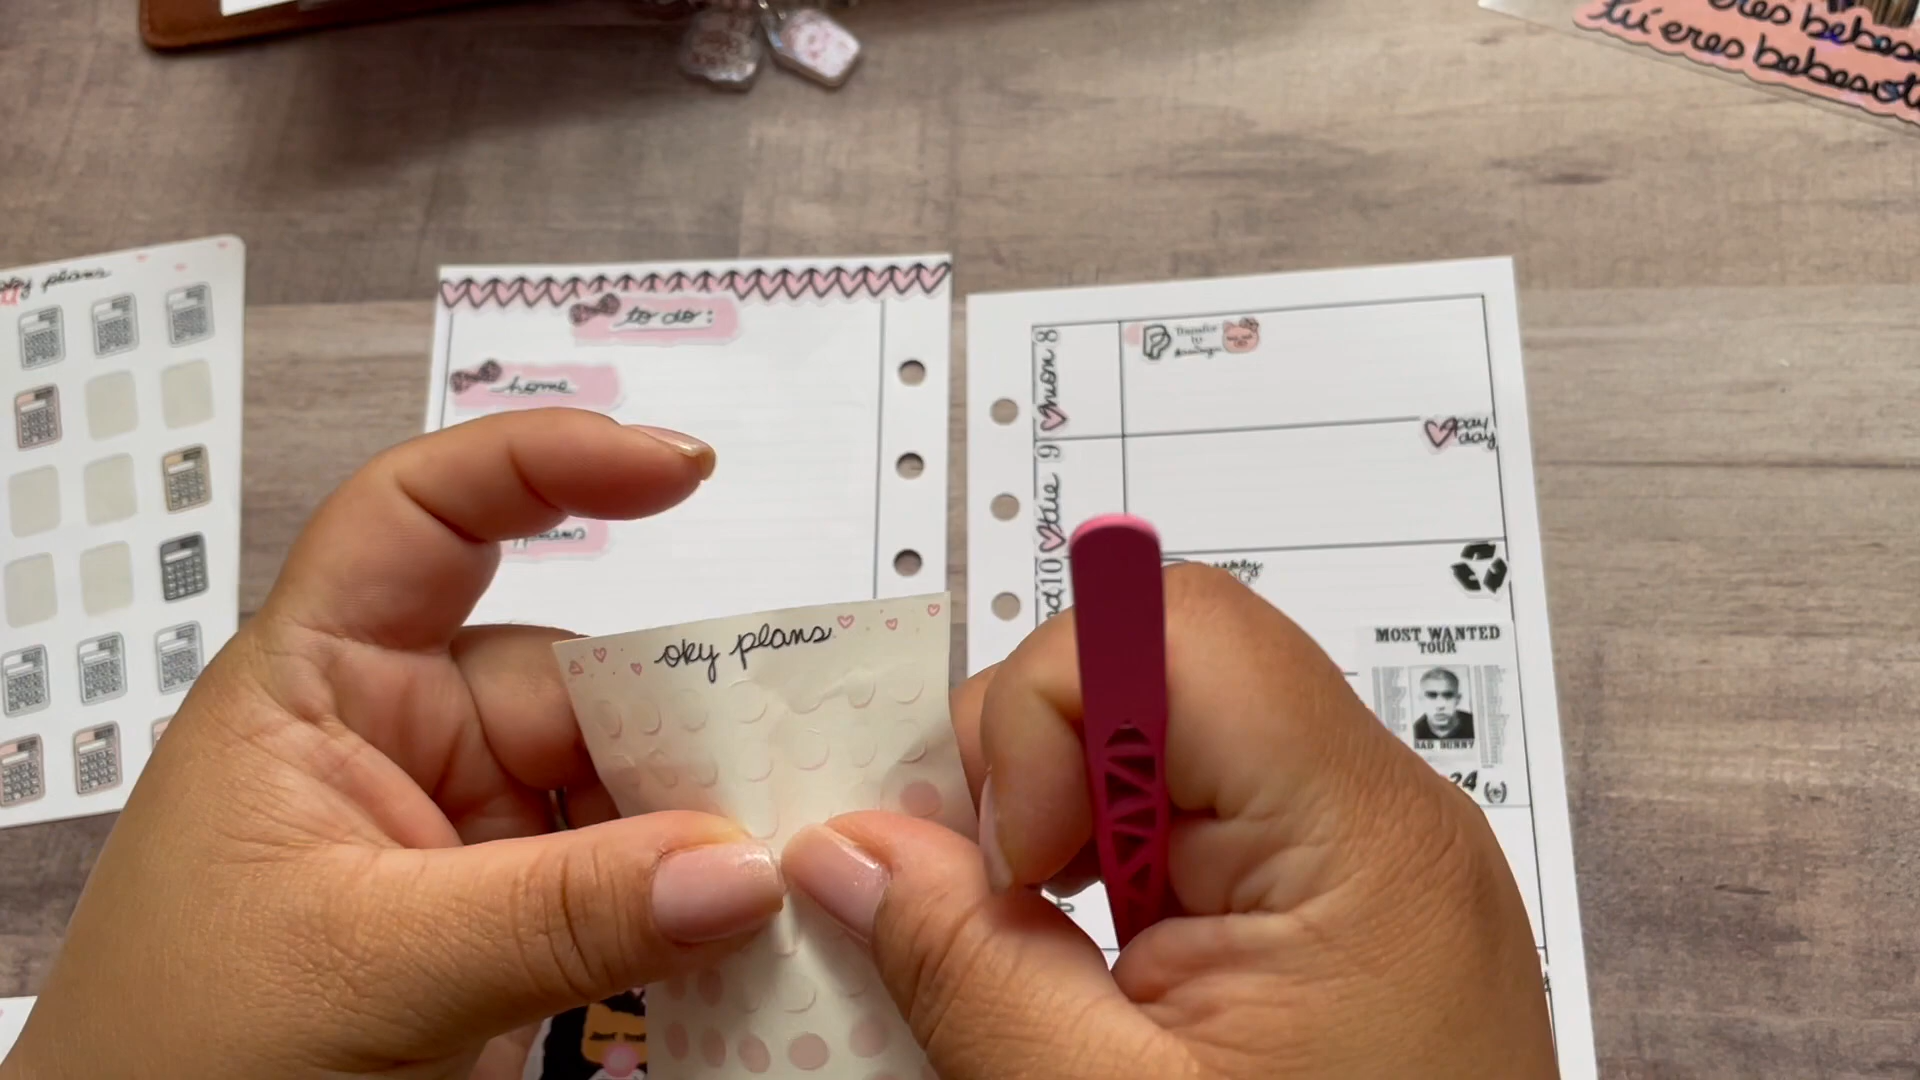 eres bebeso
tú eres bebesot
oky plans
to do:
home
plans
oky plans
mon 8
Transfer
to
pay
day
tue 9
10
MOST WANTED
TOUR
BAD BUNNY
24